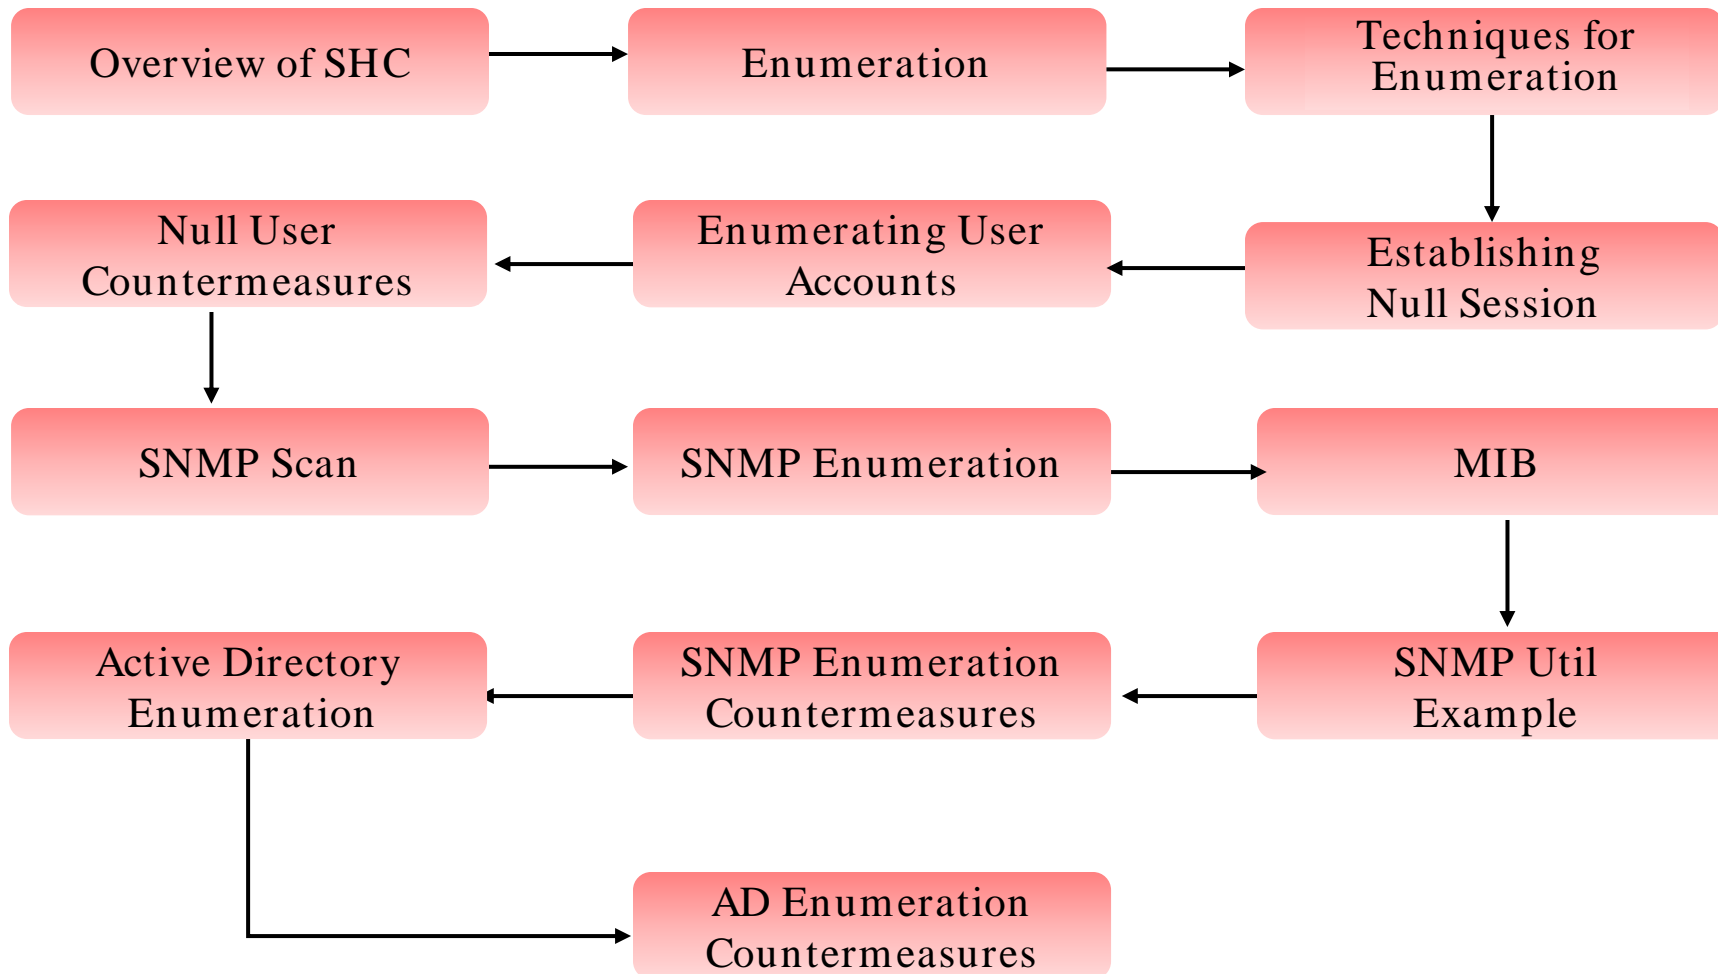 Overview of SHC
Enumeration
Techniques for
Enumeration
Null User
Countermeasures
Enumerating User
Accounts
Establishing
Null Session
SNMP Scan
SNMP Enumeration
MIB
Active Directory
Enumeration
SNMP Enumeration
Countermeasures
SNMP Util
Example
AD Enumeration
Countermeasures